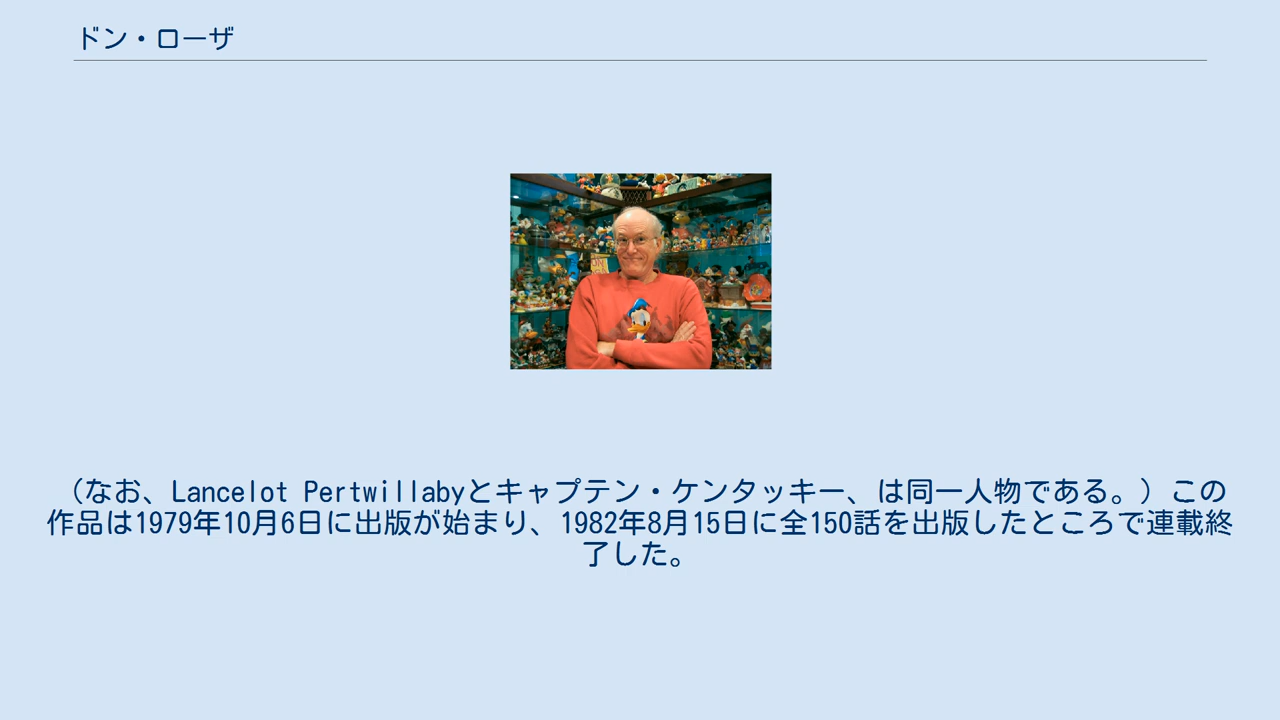 ドン・ローザ
（なお、Lancelot Pertwillabyとキャプテン・ケンタッキー、は同一人物である。）この
作品は1979年10月6日に出版が始まり、1982年8月15日に全150話を出版したところで連載終
了した。